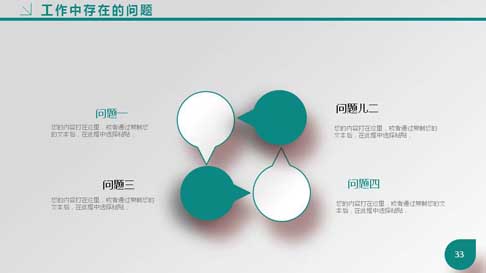 工作中存在的问题
问题一
您的内容打在这里，或者通过复制您
的文本后，在此框中选择粘贴，
问题儿二
您的内容打在这里，或者通过复制您的
文本后，在此框中选择粘贴，
问题三
您的内容打在这里，或者通过复制您的
文本后，在此框中选择粘贴，
问题四
您的内容打在这里，或者通过复制您的文
本后，在此框中选择粘贴，
33